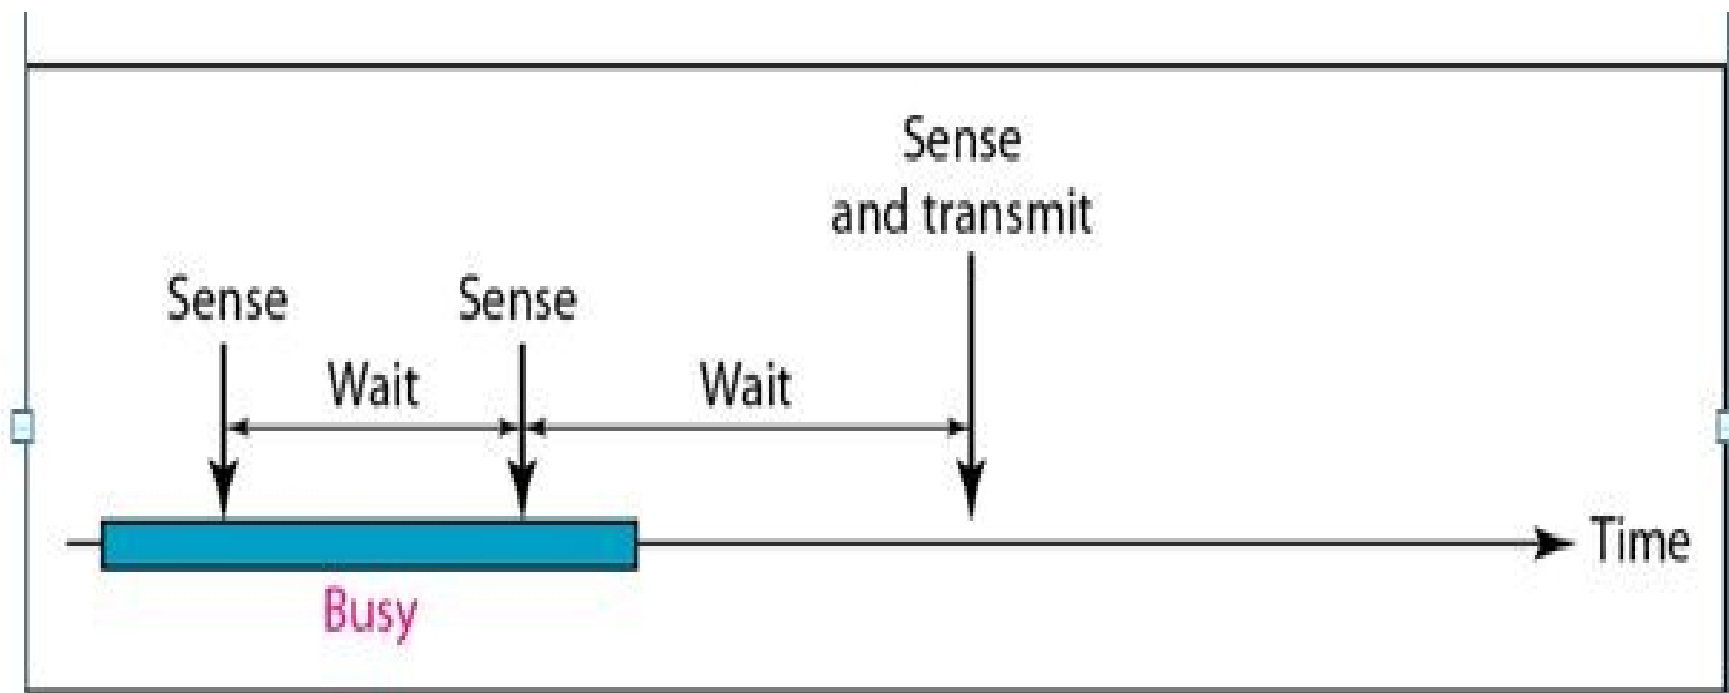 Sense
and transmit
Sense
Sense
Wait
Wait
Time
Busy